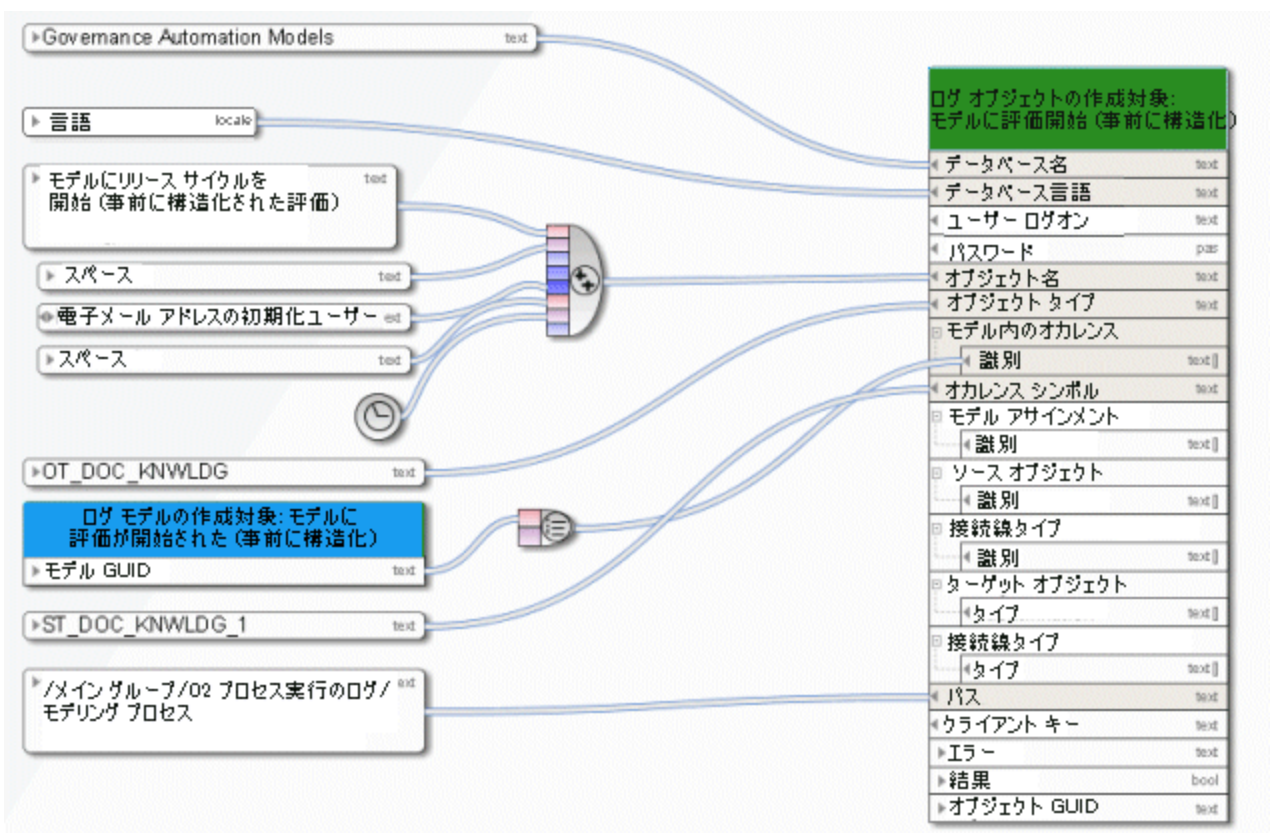 Governance Automation Models text
言語 locale
モデルにリリース サイクルを text
開始 (事前に構造化された評価)
スペース text
電子メール アドレスの初期化ユーザー ext
スペース text
OT_DOC_KNWLDG text
ログ モデルの作成対象: モデルに
評価が開始された (事前に構造化)
モデル GUID text
ST_DOC_KNWLDG_1 text
/メイン グループ/02 プロセス実行のログ/ ext
モデリング プロセス
ログ オブジェクトの作成対象:
モデルに評価開始 (事前に構造化)
データベース名 text
データベース言語 text
ユーザー ログオン text
パスワード pas
オブジェクト名 text
オブジェクト タイプ text
モデル内のオカレンス
識別 text[]
オカレンス シンボル text
モデル アサインメント
識別 text[]
ソース オブジェクト
識別 text[]
接続線タイプ
識別 text[]
ターゲット オブジェクト
タイプ text[]
接続線タイプ
タイプ text[]
パス text
クライアント キー text
エラー text
結果 bool
オブジェクト GUID text